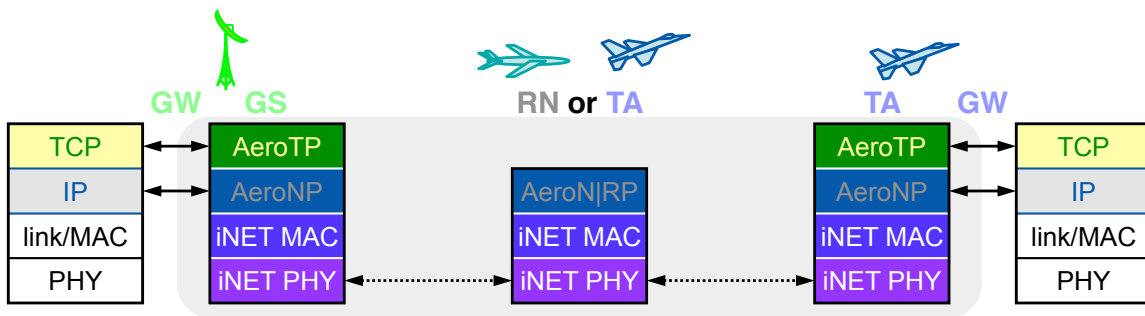 GW GS RN or TA TA GW
TCP AeroTP AeroTP TCP
IP AeroNP AeroN|RP AeroNP IP
link/MAC iNET MAC iNET MAC iNET MAC link/MAC
PHY iNET PHY iNET PHY iNET PHY PHY